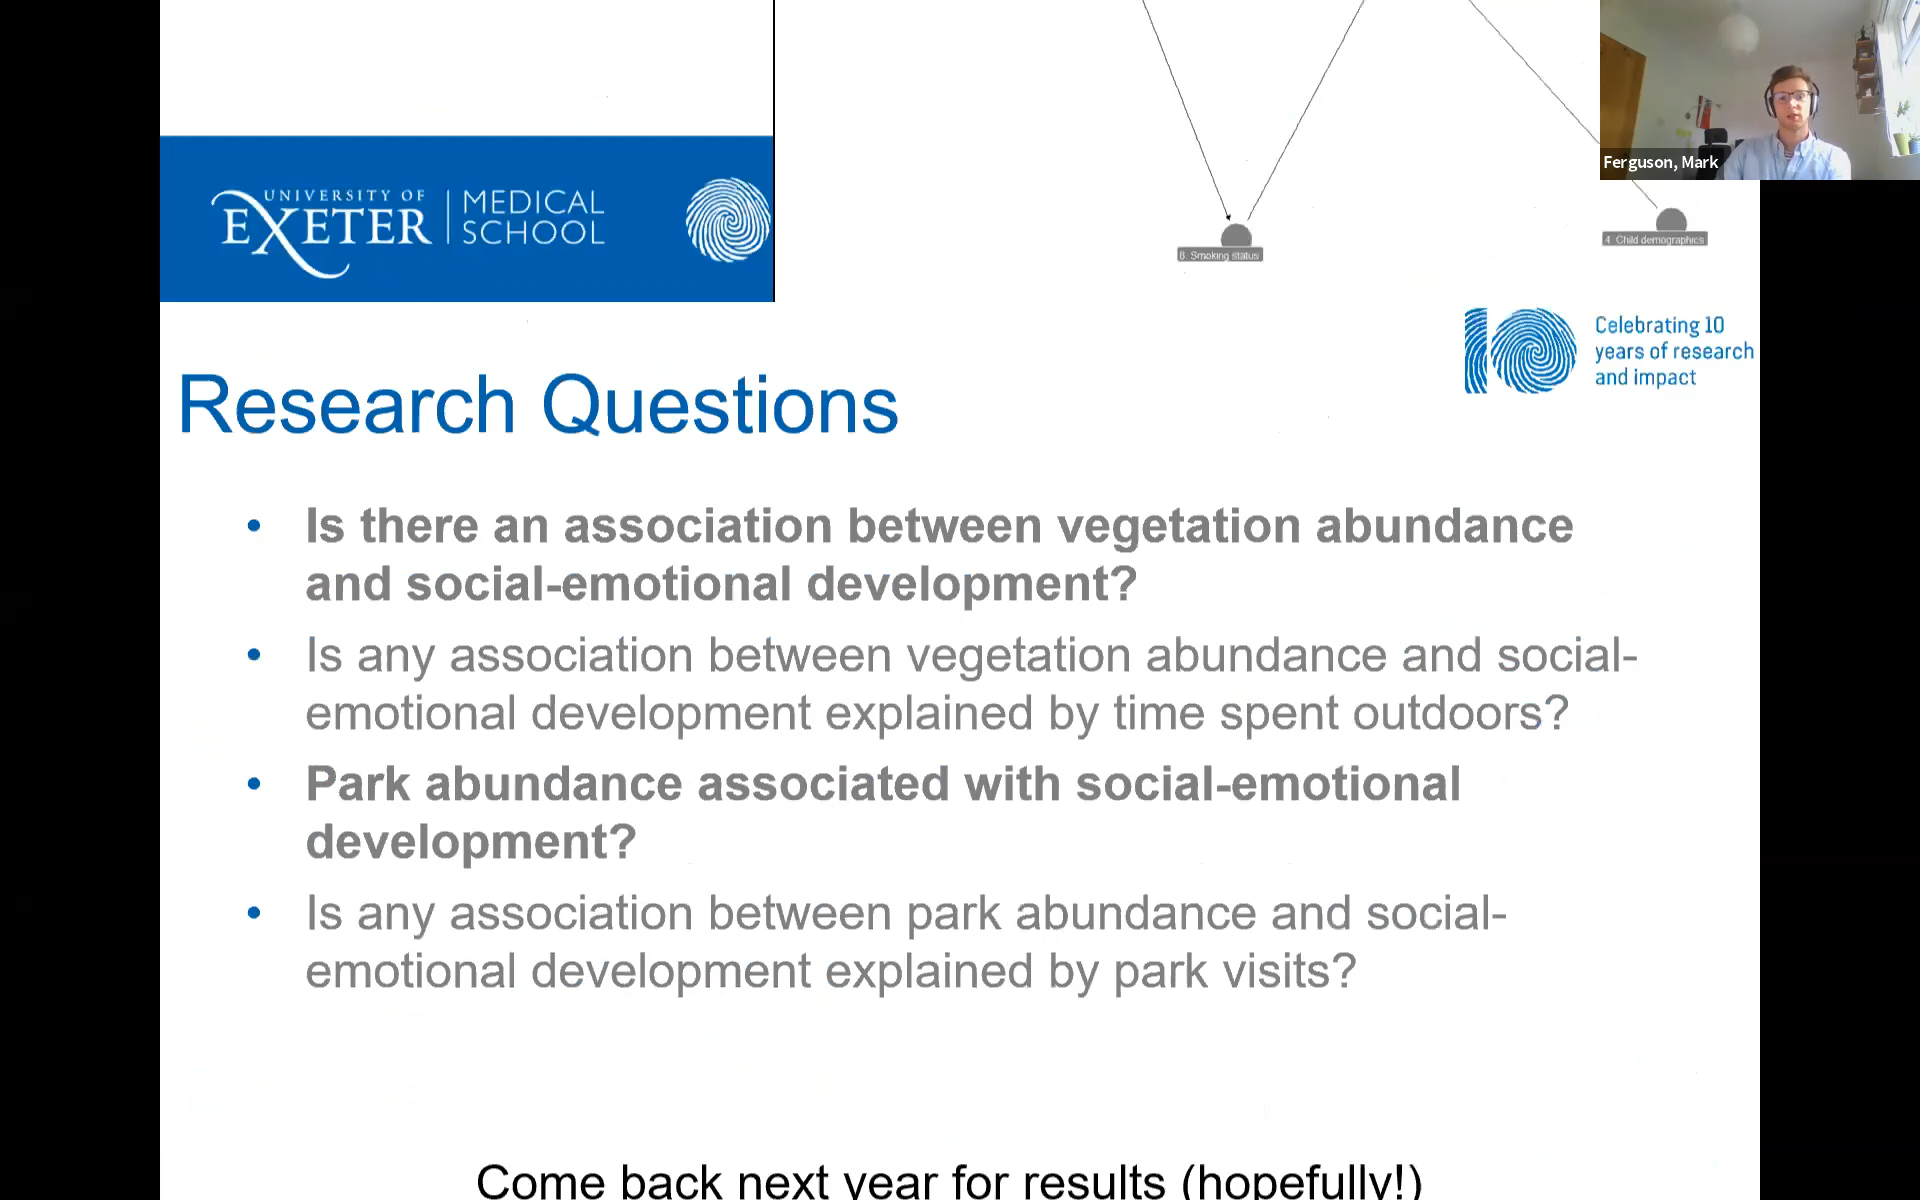 UNIVERSITY OF
EXETER
MEDICAL
SCHOOL
Ferguson, Mark
6. Smoking status
4. Child demographics
10
Celebrating 10
years of research
and impact
Research Questions
• Is there an association between vegetation abundance
and social-emotional development?
• Is any association between vegetation abundance and social-
emotional development explained by time spent outdoors?
• Park abundance associated with social-emotional
development?
• Is any association between park abundance and social-
emotional development explained by park visits?
Come back next year for results (hopefully!)